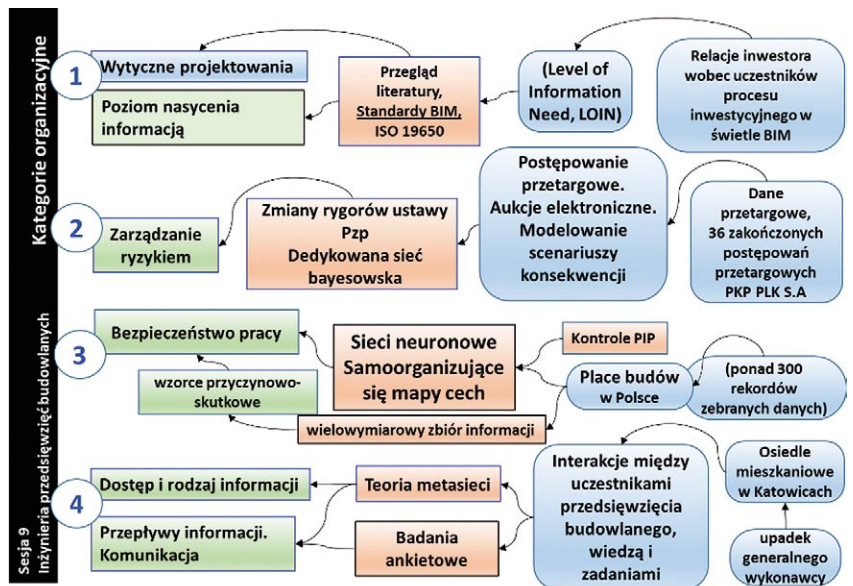 Kategorie organizacyjne
1
Wytyczne projektowania
Poziom nasycenia
informacją
Przegląd
literatury,
Standardy BIM,
ISO 19650
(Level of
Information
Need, LOIN)
Relacje inwestora
wobec uczestników
procesu
inwestycyjnego w
świetle BIM
2
Zarządzanie
ryzykiem
Zmiany rygorów ustawy
Pzp
Dedykowana sieć
bayesowska
Postępowanie
przetargowe.
Aukcje elektroniczne.
Modelowanie
scenariuszy
konsekwencji
Dane
przetargowe,
36 zakończonych
postępowań
przetargowych
PKP PLK S.A
Sesja 9
Inżynieria przedsięwzięć budowlanych
3
Bezpieczeństwo pracy
wzorce przyczynowo-
skutkowe
Sieci neuronowe
Samoorganizujące
się mapy cech
wielowymiarowy zbiór informacji
Kontrole PIP
Place budów
w Polsce
(ponad 300
rekordów
zebranych danych)
4
Dostęp i rodzaj informacji
Przepływy informacji.
Komunikacja
Teoria metasieci
Badania
ankietowe
Interakcje między
uczestnikami
przedsięwzięcia
budowlanego,
wiedzą i
zadaniami
Osiedle
mieszkaniowe
w Katowicach
upadek
generalnego
wykonawcy